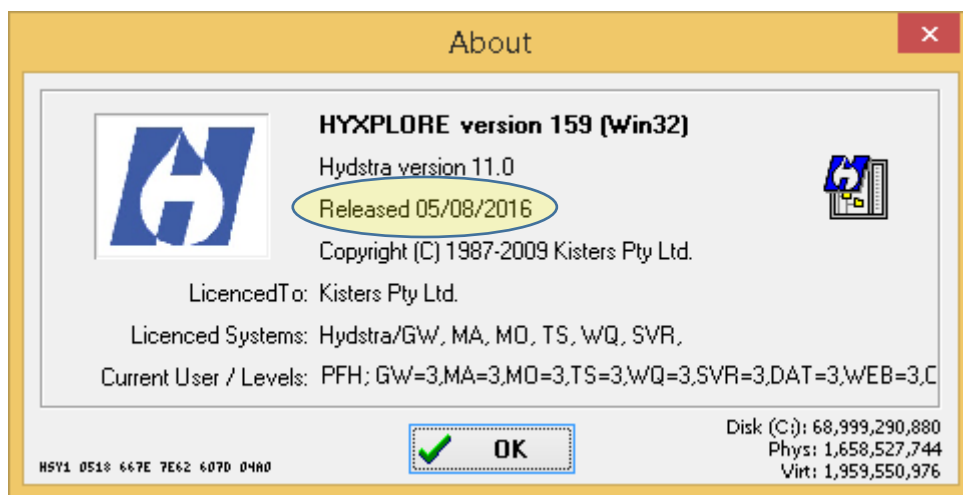 About
HYXPLORE version 159 (Win32)
Hydstra version 11.0
Released 05/08/2016
Copyright (C) 1987-2009 Kisters Pty Ltd.
LicencedTo: Kisters Pty Ltd.
Licenced Systems: Hydstra/GW, MA, MO, TS, WQ, SVR,
Current User / Levels: PFH; GW=3,MA=3,MO=3,TS=3,WQ=3,SVR=3,DAT=3,WEB=3,C
OK
Disk (C:): 68,999,290,880
Phys: 1,658,527,744
Virt: 1,959,550,976
HSY1 0518 667E 7E62 607D 04A0